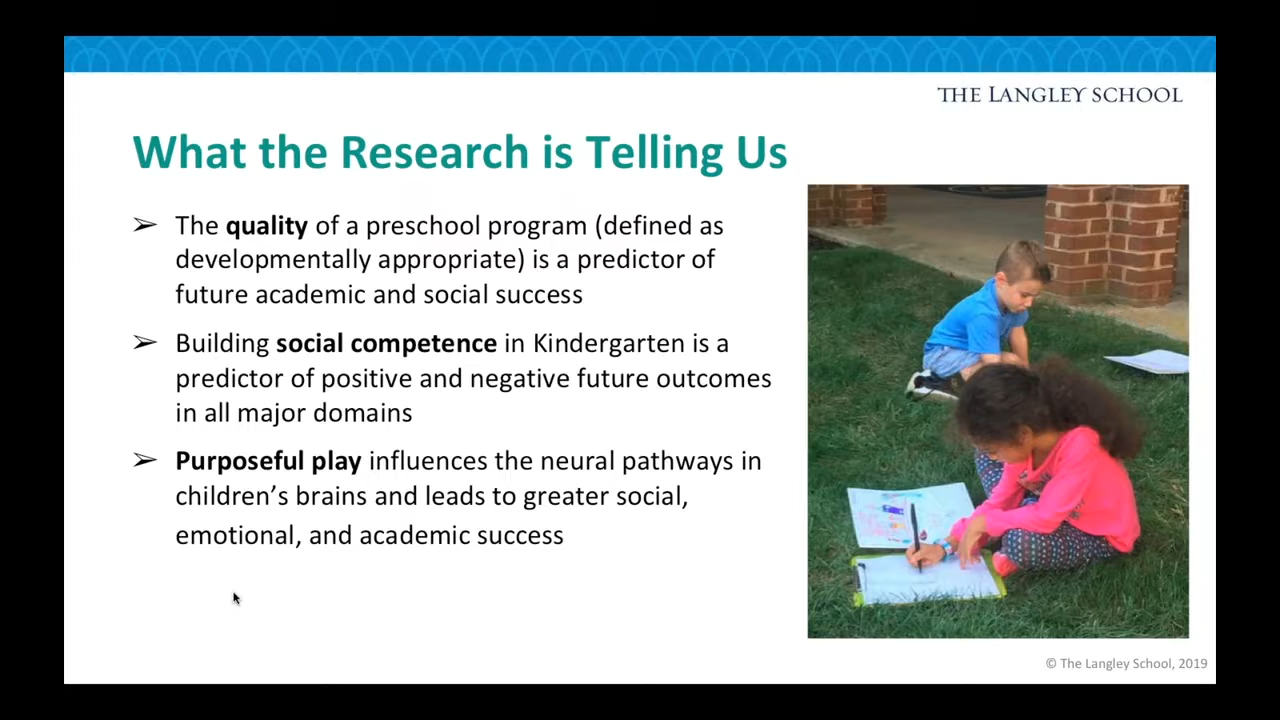 THE LANGLEY SCHOOL
What the Research is Telling Us
➢ The quality of a preschool program (defined as
developmentally appropriate) is a predictor of
future academic and social success
➢ Building social competence in Kindergarten is a
predictor of positive and negative future outcomes
in all major domains
➢ Purposeful play influences the neural pathways in
children’s brains and leads to greater social,
emotional, and academic success
© The Langley School, 2019